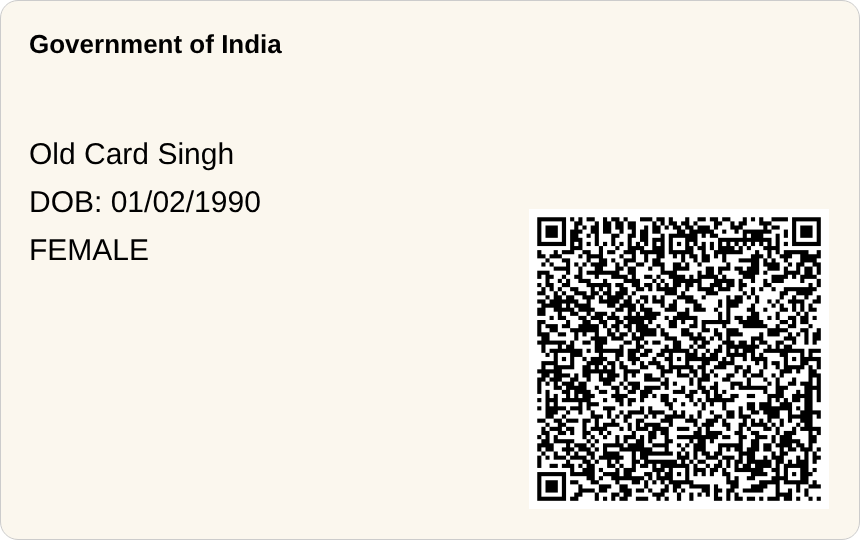 Government of India
Old Card Singh
DOB: 01/02/1990
FEMALE